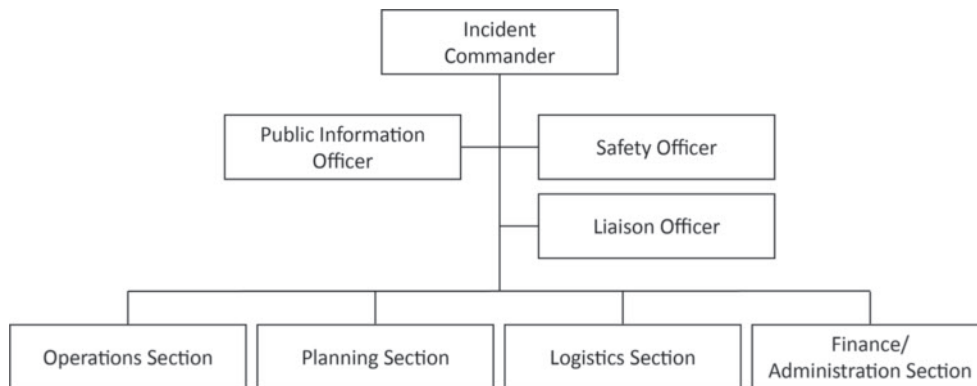 Incident
Commander
Public Information
Officer
Safety Officer
Liaison Officer
Operations Section
Planning Section
Logistics Section
Finance/
Administration Section